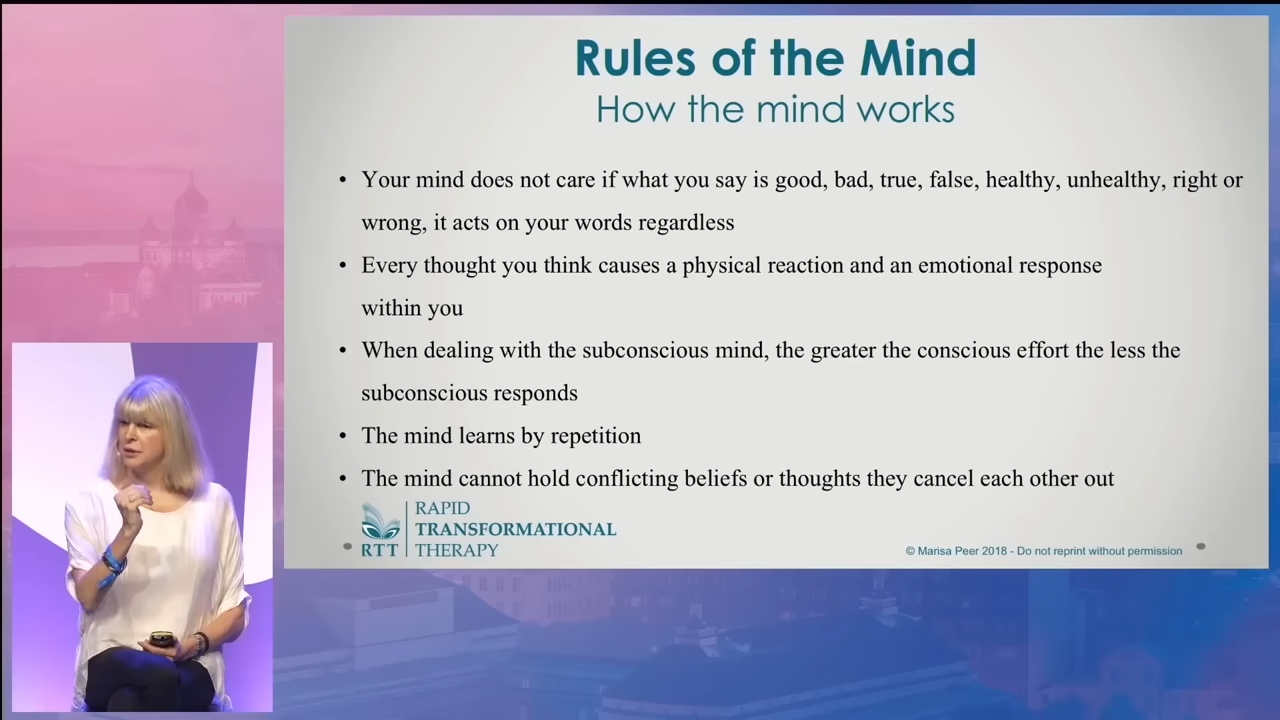 Rules of the Mind
How the mind works
• Your mind does not care if what you say is good, bad, true, false, healthy, unhealthy, right or
wrong, it acts on your words regardless
• Every thought you think causes a physical reaction and an emotional response
within you
• When dealing with the subconscious mind, the greater the conscious effort the less the
subconscious responds
• The mind learns by repetition
• The mind cannot hold conflicting beliefs or thoughts they cancel each other out
RTT
RAPID
TRANSFORMATIONAL
THERAPY
© Marisa Peer 2018 - Do not reprint without permission